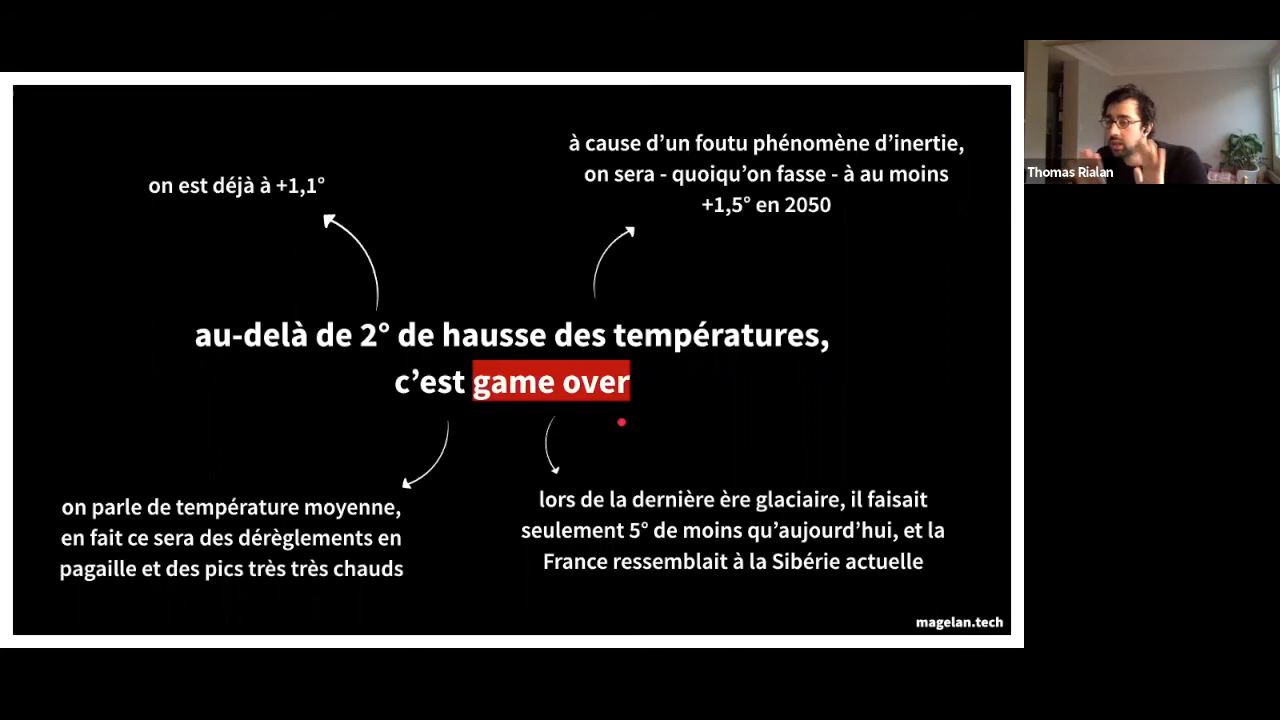 on est déjà à +1,1°
à cause d’un foutu phénomène d’inertie,
on sera - quoiqu’on fasse - à au moins
+1,5° en 2050
Thomas Rialan
au-delà de 2° de hausse des températures,
c’est game over
on parle de température moyenne,
en fait ce sera des dérèglements en
pagaille et des pics très très chauds
lors de la dernière ère glaciaire, il faisait
seulement 5° de moins qu’aujourd’hui, et la
France ressemblait à la Sibérie actuelle
magelan.tech